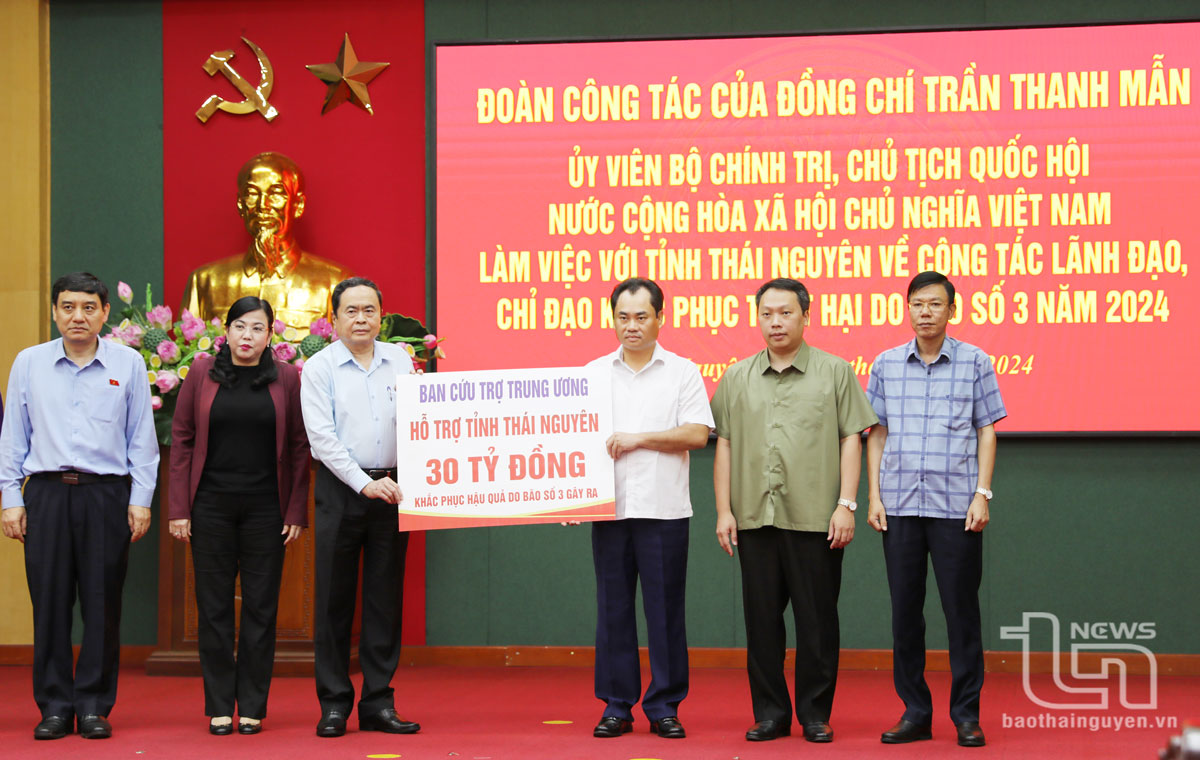 ĐOÀN CÔNG TÁC CỦA ĐỒNG CHÍ TRẦN THANH MẪN
ỦY VIÊN BỘ CHÍNH TRỊ, CHỦ TỊCH QUỐC HỘI
NƯỚC CỘNG HÒA XÃ HỘI CHỦ NGHĨA VIỆT NAM
LÀM VIỆC VỚI TỈNH THÁI NGUYÊN VỀ CÔNG TÁC LÃNH ĐẠO,
CHỈ ĐẠO PHỤC HẠI DO BÃO SỐ 3 NĂM 2024
2024
BAN CỨU TRỢ TRUNG ƯƠNG
HỖ TRỢ TỈNH THÁI NGUYÊN
30 TỶ ĐỒNG
KHẮC PHỤC HẬU QUẢ DO BÃO SỐ 3 GÂY RA
NEWS
baothainguyen.vn